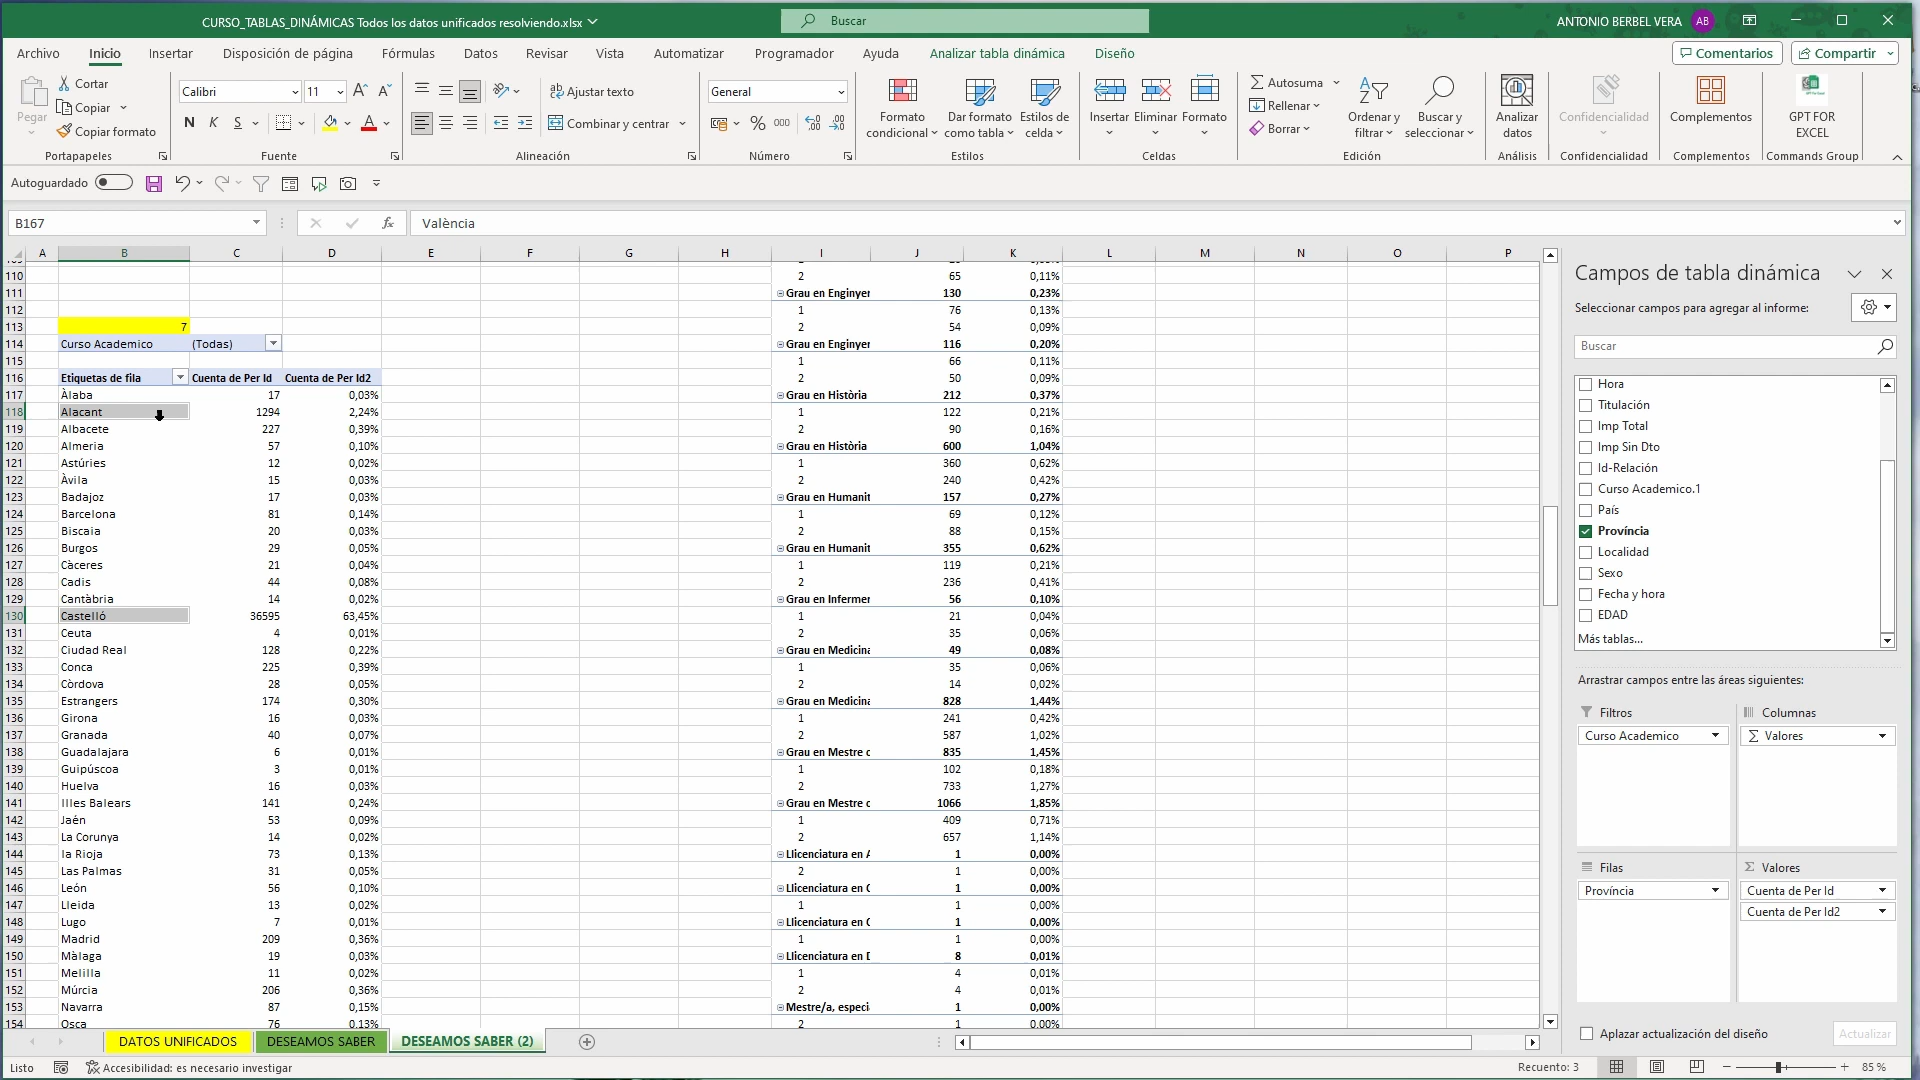 CURSO_TABLAS_DINÁMICAS Todos los datos unificados resolviendo.xlsx
Buscar
ANTONIO BERBEL VERA AB
Archivo Inicio Insertar Disposición de página Fórmulas Datos Revisar Vista Automatizar Programador Ayuda Analizar tabla dinámica Diseño Comentarios Compartir
Pegar
Cortar
Copiar
Copiar formato
Portapapeles
Calibri 11
N K S
Fuente
Ajustar texto
Combinar y centrar
Alineación
General
% 000
Número
Formato condicional
Dar formato como tabla
Estilos de celda
Estilos
Insertar Eliminar Formato
Celdas
Autosuma
Rellenar
Borrar
Ordenar y filtrar
Buscar y seleccionar
Edición
Analizar datos
Análisis
Confidencialidad
Confidencialidad
Complementos
Complementos
GPT FOR EXCEL
Commands Group
Autoguardado
B167 fx València
A B C D E F G H I J K L M N O P
110 2 65 0,11%
111 Grau en Enginyer 130 0,23%
112 1 76 0,13%
113 7 2 54 0,09%
114 Curso Academico (Todas) Grau en Enginyer 116 0,20%
115 1 66 0,11%
116 Etiquetas de fila Cuenta de Per Id Cuenta de Per Id2 2 50 0,09%
117 Àlaba 17 0,03% Grau en Història 212 0,37%
118 Alacant 1294 2,24% 1 122 0,21%
119 Albacete 227 0,39% 2 90 0,16%
120 Almeria 57 0,10% Grau en Història 600 1,04%
121 Astúries 12 0,02% 1 360 0,62%
122 Àvila 15 0,03% 2 240 0,42%
123 Badajoz 17 0,03% Grau en Humanit 157 0,27%
124 Barcelona 81 0,14% 1 69 0,12%
125 Biscaia 20 0,03% 2 88 0,15%
126 Burgos 29 0,05% Grau en Humanit 355 0,62%
127 Càceres 21 0,04% 1 119 0,21%
128 Cadis 44 0,08% 2 236 0,41%
129 Cantàbria 14 0,02% Grau en Infermer 56 0,10%
130 Castelló 36595 63,45% 1 21 0,04%
131 Ceuta 4 0,01% 2 35 0,06%
132 Ciudad Real 128 0,22% Grau en Medicina 49 0,08%
133 Conca 225 0,39% 1 35 0,06%
134 Còrdova 28 0,05% 2 14 0,02%
135 Estrangers 174 0,30% Grau en Medicina 828 1,44%
136 Girona 16 0,03% 1 241 0,42%
137 Granada 40 0,07% 2 587 1,02%
138 Guadalajara 6 0,01% Grau en Mestre o 835 1,45%
139 Guipúscoa 3 0,01% 1 102 0,18%
140 Huelva 16 0,03% 2 733 1,27%
141 Illes Balears 141 0,24% Grau en Mestre o 1066 1,85%
142 Jaén 53 0,09% 1 409 0,71%
143 La Corunya 14 0,02% 2 657 1,14%
144 la Rioja 73 0,13% Llicenciatura en A 1 0,00%
145 Las Palmas 31 0,05% 2 1 0,00%
146 León 56 0,10% Llicenciatura en C 1 0,00%
147 Lleida 13 0,02% 1 1 0,00%
148 Lugo 7 0,01% Llicenciatura en C 1 0,00%
149 Madrid 209 0,36% 1 1 0,00%
150 Màlaga 19 0,03% Llicenciatura en D 8 0,01%
151 Melilla 11 0,02% 1 4 0,01%
152 Múrcia 206 0,36% 2 4 0,01%
153 Navarra 87 0,15% Mestre/a, especi 1 0,00%
154 Osca 76 0,13% 2 1 0,00%
Campos de tabla dinámica
Seleccionar campos para agregar al informe:
Buscar
Hora
Titulación
Imp Total
Imp Sin Dto
Id-Relación
Curso Academico.1
País
Província
Localidad
Sexo
Fecha y hora
EDAD
Más tablas...
Arrastrar campos entre las áreas siguientes:
Filtros Columnas
Curso Academico Σ Valores
Filas Σ Valores
Província Cuenta de Per Id
Cuenta de Per Id2
Aplazar actualización del diseño Actualizar
DATOS UNIFICADOS DESEAMOS SABER DESEAMOS SABER (2)
Listo Accesibilidad: es necesario investigar Recuento: 3 85 %